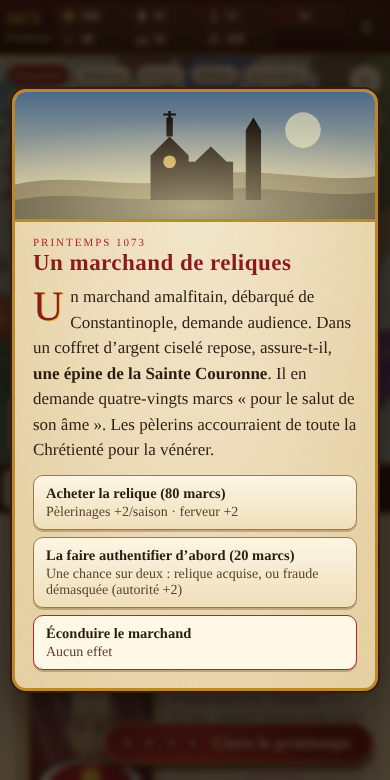 PRINTEMPS 1073
Un marchand de reliques
Un marchand amalfitain, débarqué de
Constantinople, demande audience. Dans
un coffret d’argent ciselé repose, assure-t-il,
une épine de la Sainte Couronne. Il en
demande quatre-vingts marcs « pour le salut de
son âme ». Les pèlerins accourraient de toute la
Chrétienté pour la vénérer.
Acheter la relique (80 marcs)
Pèlerinages +2/saison · ferveur +2
La faire authentifier d’abord (20 marcs)
Une chance sur deux : relique acquise, ou fraude
démasquée (autorité +2)
Éconduire le marchand
Aucun effet